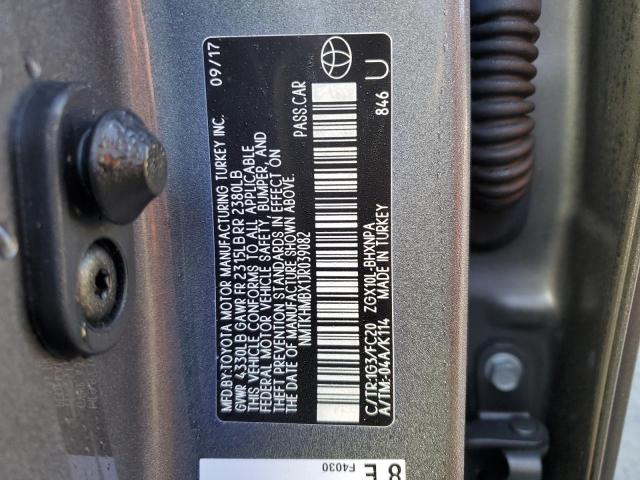 MFD.BY:TOYOTA MOTOR MANUFACTURING TURKEY INC. 09/17
GVWR 4330LB GAWR FR 2315LB RR 2380LB
THIS VEHICLE CONFORMS TO ALL APPLICABLE
FEDERAL MOTOR VEHICLE SAFETY, BUMPER, AND
THEFT PREVENTION STANDARDS IN EFFECT ON
THE DATE OF MANUFACTURE SHOWN ABOVE.
NMTKHMBX1JR039082 PASS.CAR
C/TR:1G3/FC20 ZGX10L-BHXNPA
A/TM:-04A/K114 MADE IN TURKEY 846 U
F4030